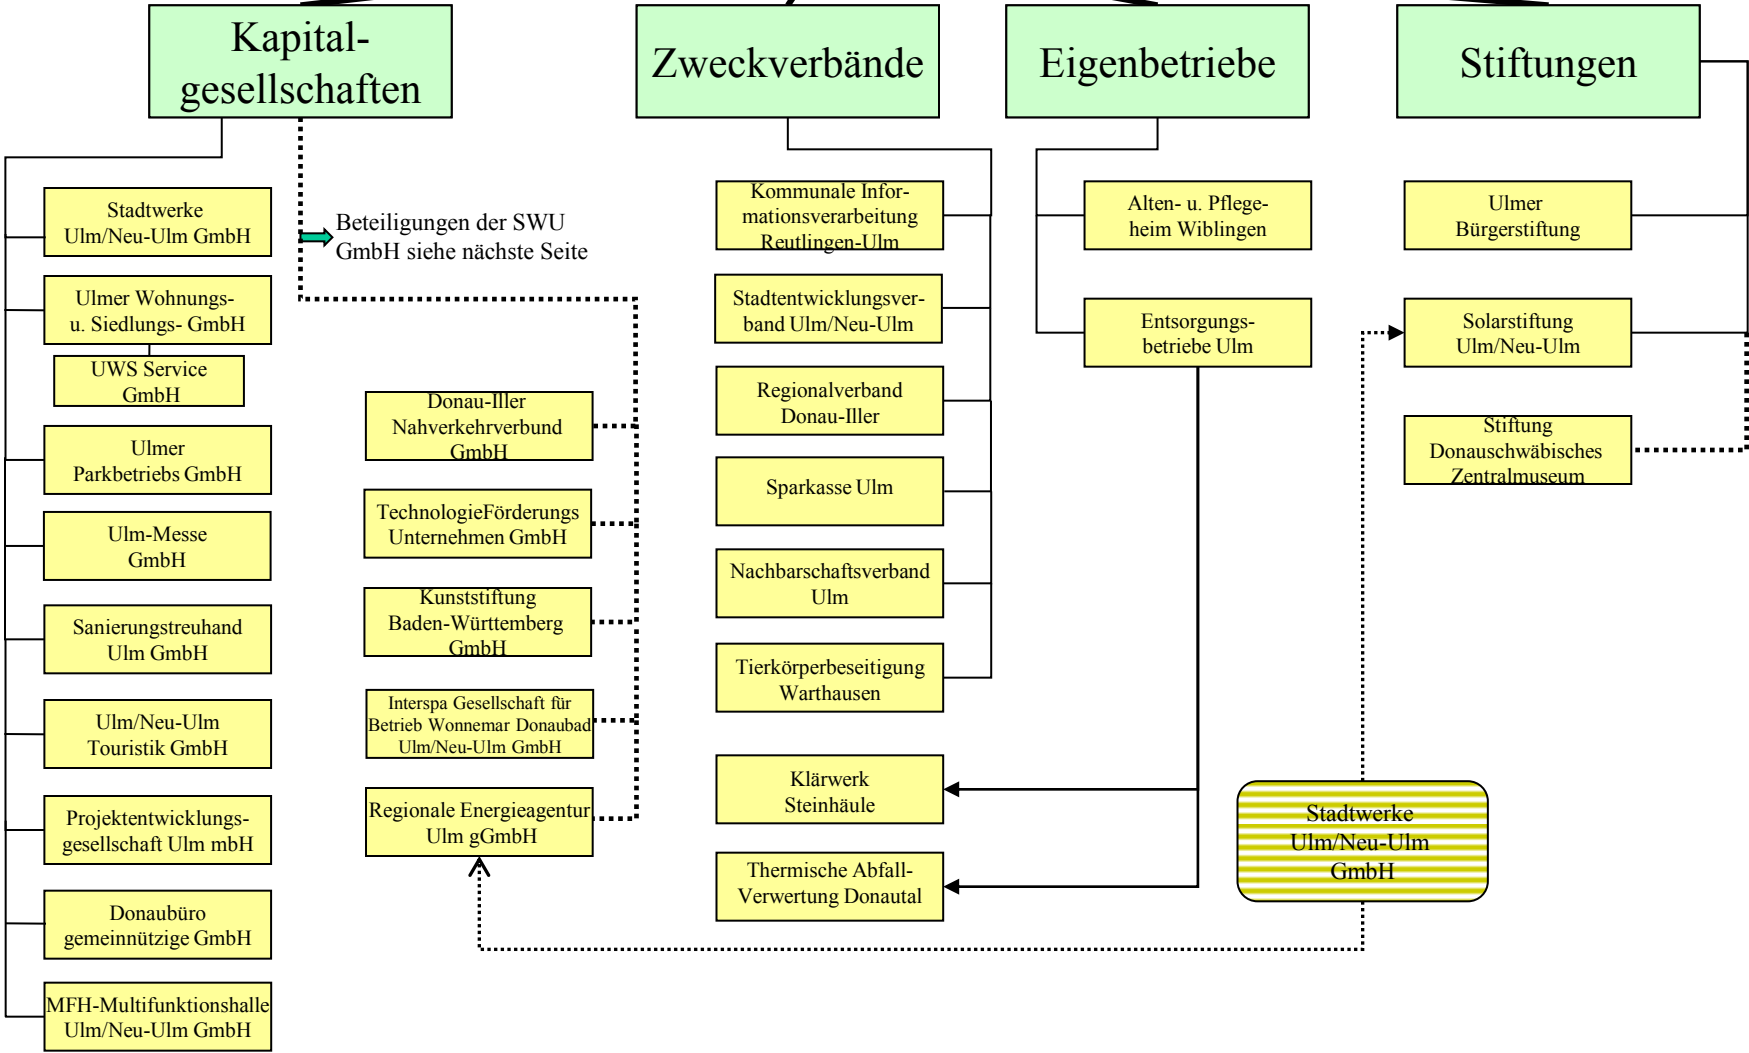 Kapital-
gesellschaften
Zweckverbände
Eigenbetriebe
Stiftungen
Stadtwerke
Ulm/Neu-Ulm GmbH
Ulmer Wohnungs-
u. Siedlungs- GmbH
UWS Service
GmbH
Ulmer
Parkbetriebs GmbH
Ulm-Messe
GmbH
Sanierungstreuhand
Ulm GmbH
Ulm/Neu-Ulm
Touristik GmbH
Projektentwicklungs-
gesellschaft Ulm mbH
Donaubüro
gemeinnützige GmbH
MFH-Multifunktionshalle
Ulm/Neu-Ulm GmbH
Beteiligungen der SWU
GmbH siehe nächste Seite
Donau-Iller
Nahverkehrverbund
GmbH
TechnologieFörderungs
Unternehmen GmbH
Kunststiftung
Baden-Württemberg
GmbH
Interspa Gesellschaft für
Betrieb Wonnemar Donaubad
Ulm/Neu-Ulm GmbH
Regionale Energieagentur
Ulm gGmbH
Kommunale Infor-
mationsverarbeitung
Reutlingen-Ulm
Stadtentwicklungsver-
band Ulm/Neu-Ulm
Regionalverband
Donau-Iller
Sparkasse Ulm
Nachbarschaftsverband
Ulm
Tierkörperbeseitigung
Warthausen
Klärwerk
Steinhäule
Thermische Abfall-
Verwertung Donautal
Alten- u. Pflege-
heim Wiblingen
Entsorgungs-
betriebe Ulm
Ulmer
Bürgerstiftung
Solarstiftung
Ulm/Neu-Ulm
Stiftung
Donauschwäbisches
Zentralmuseum
Stadtwerke
Ulm/Neu-Ulm
GmbH